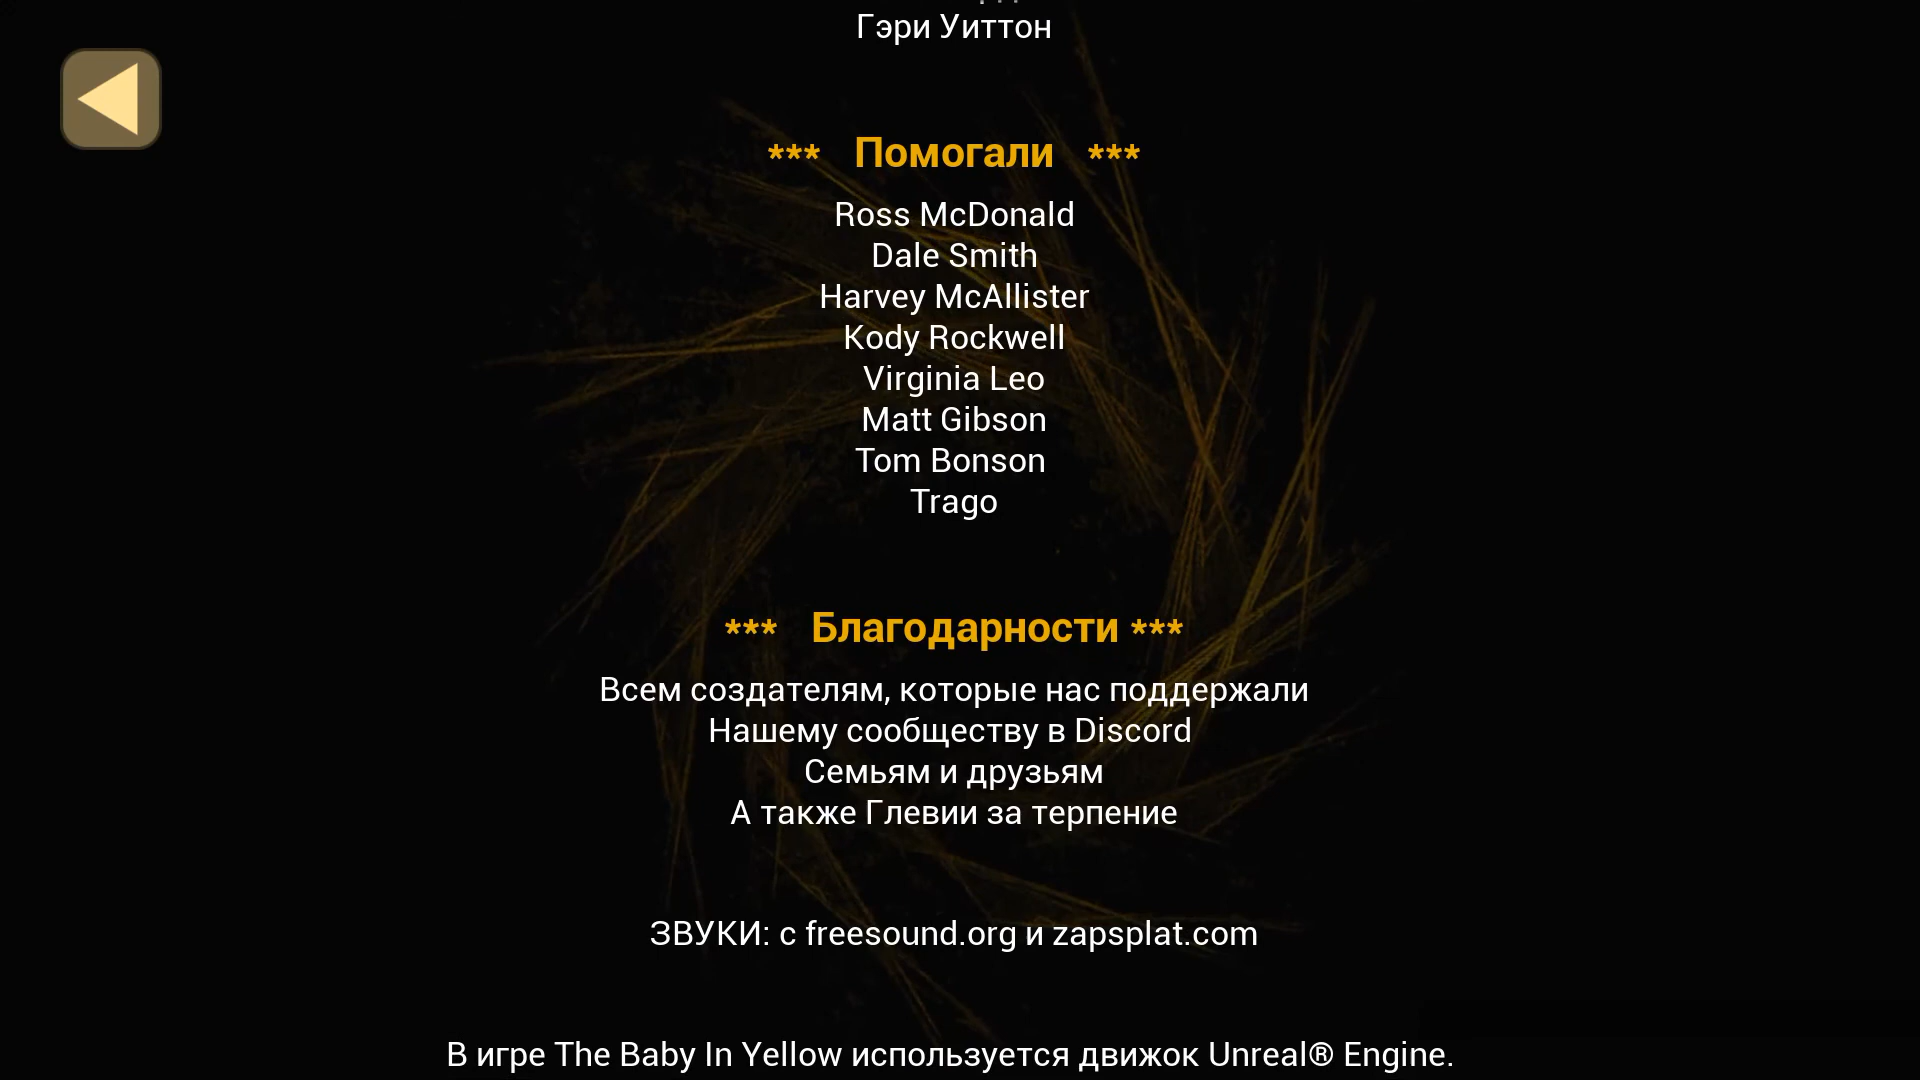 Гэри Уиттон
*** Помогали ***
Ross McDonald
Dale Smith
Harvey McAllister
Kody Rockwell
Virginia Leo
Matt Gibson
Tom Bonson
Trago
*** Благодарности ***
Всем создателям, которые нас поддержали
Нашему сообществу в Discord
Семьям и друзьям
А также Глевии за терпение
ЗВУКИ: с freesound.org и zapsplat.com
В игре The Baby In Yellow используется движок Unreal® Engine.